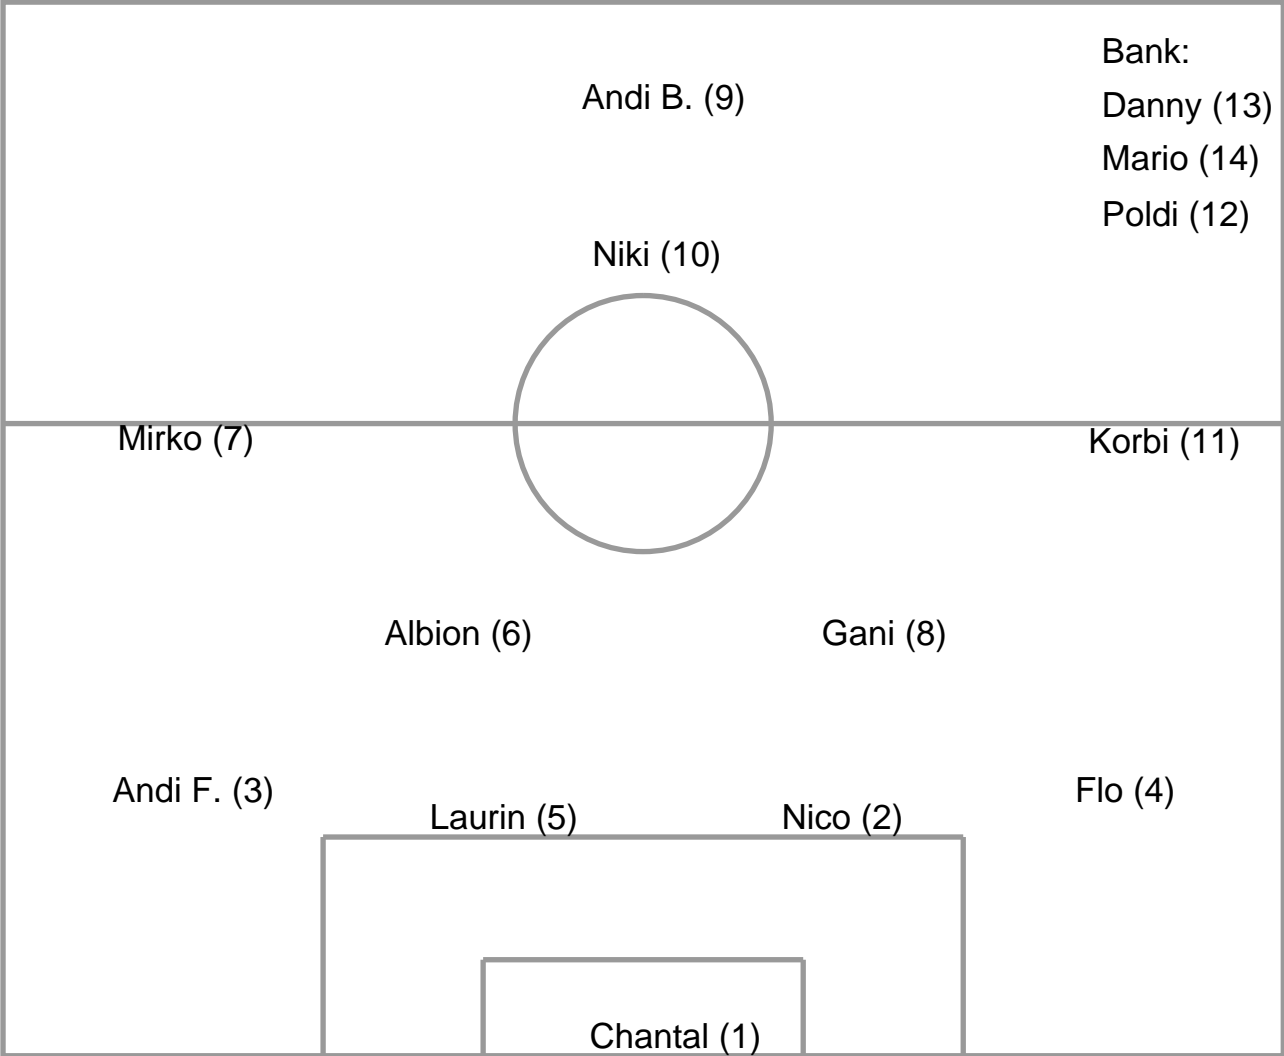 Bank:
Andi B. (9)
Danny (13)
Mario (14)
Poldi (12)
Niki (10)
Mirko (7)
Korbi (11)
Albion (6)
Gani (8)
Andi F. (3)
Flo (4)
Laurin (5)
Nico (2)
Chantal (1)